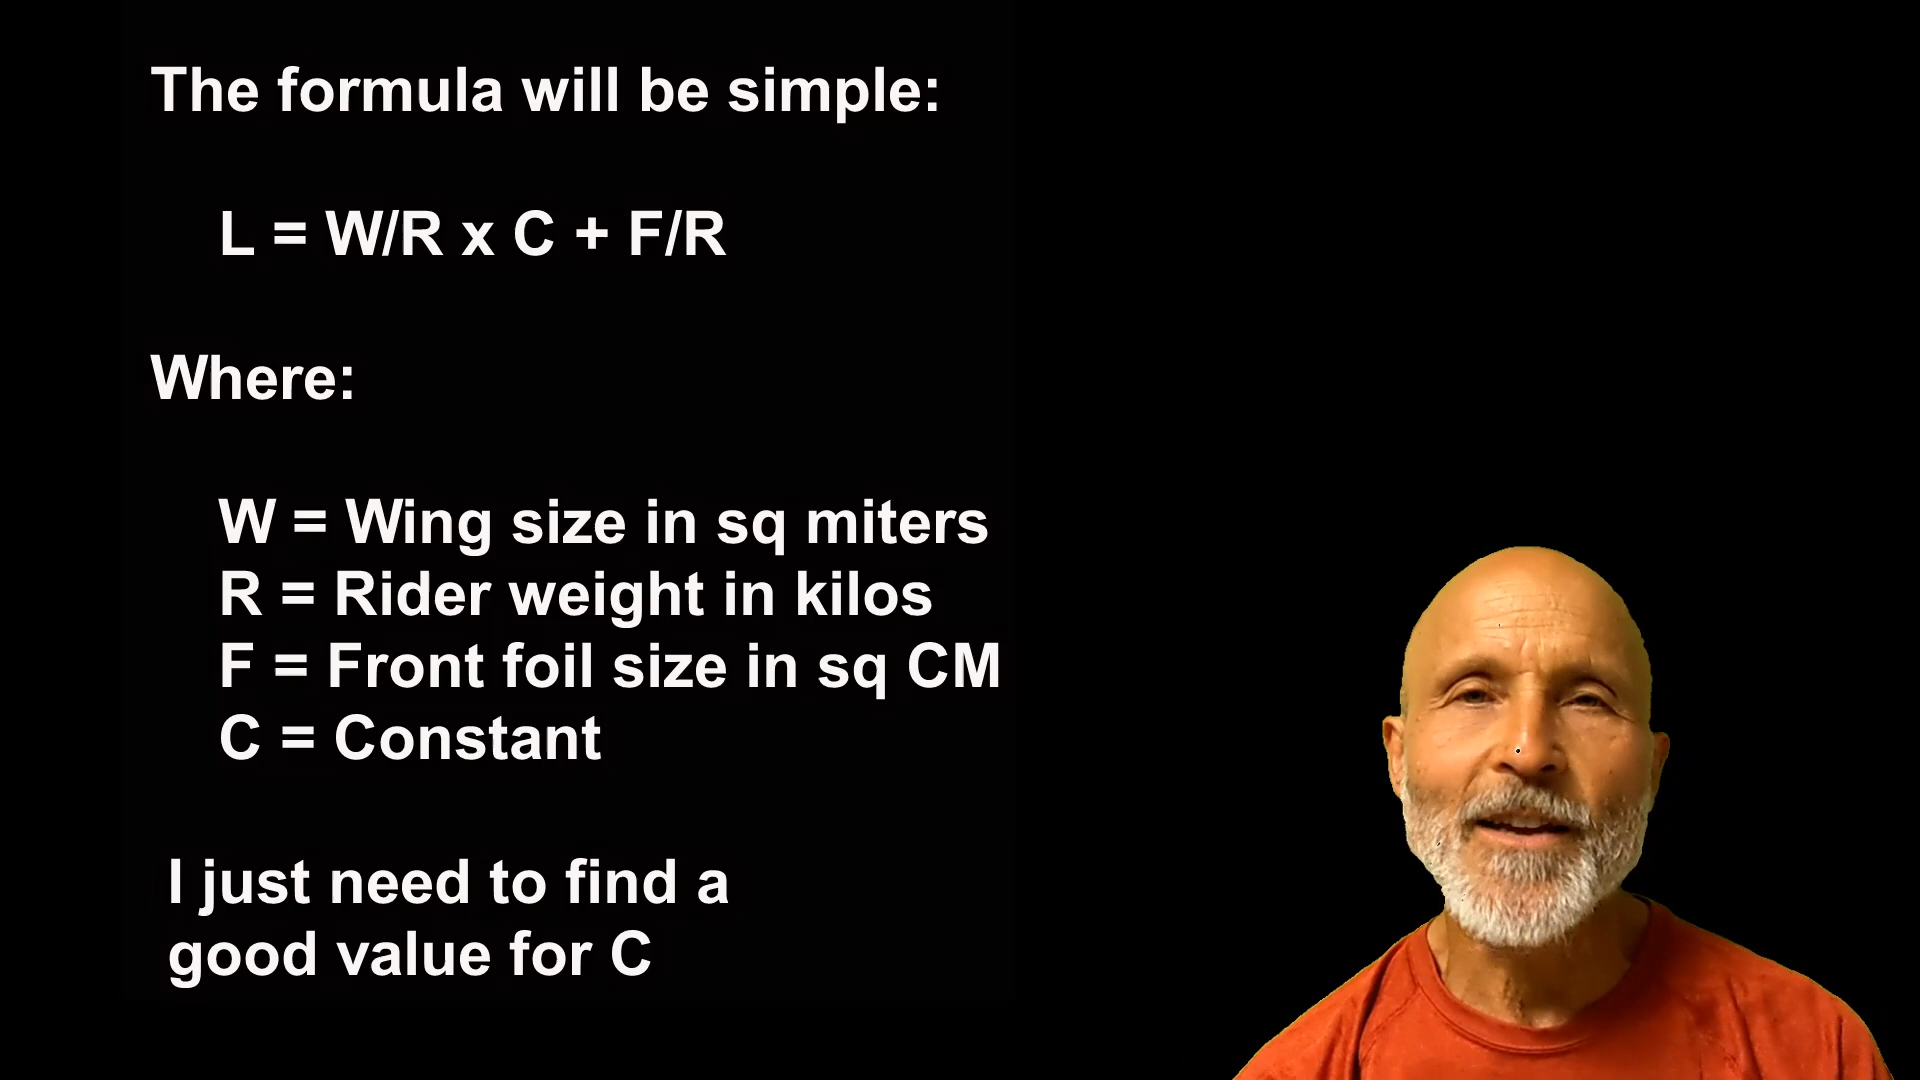 The formula will be simple:
L = W/R x C + F/R
Where:
W = Wing size in sq miters
R = Rider weight in kilos
F = Front foil size in sq CM
C = Constant
I just need to find a
good value for C